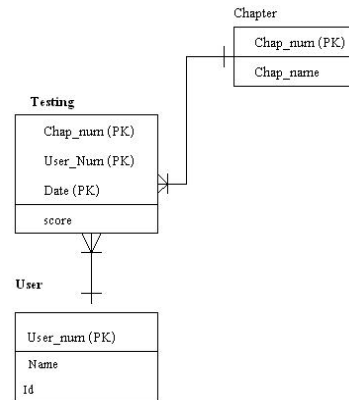 Chapter
Chap_num (PK)
Chap_name
Testing
Chap_num (PK)
User_Num (PK)
Date (PK)
score
User
User_num (PK)
Name
Id